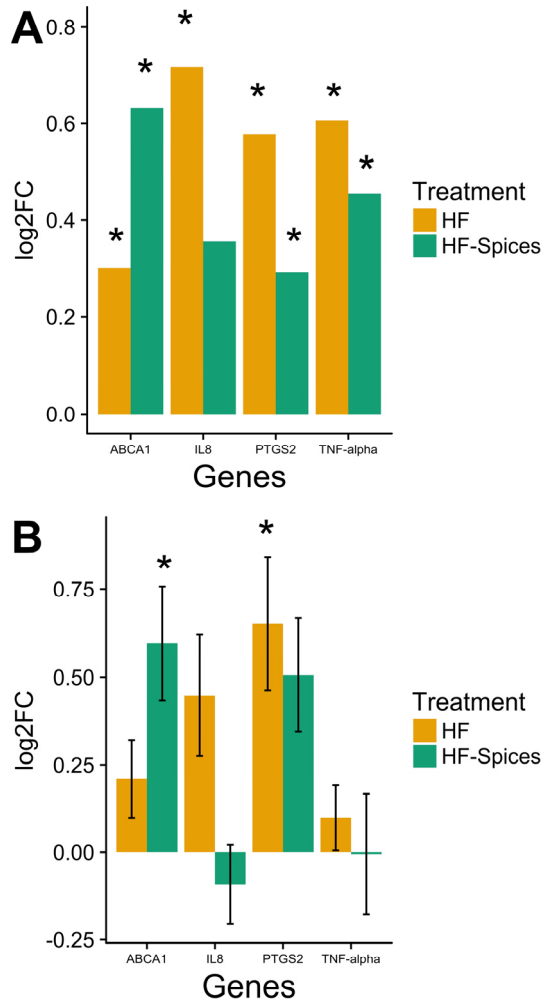 A
0.8
0.6
0.4
0.2
0.0
log2FC
* * * * * * *
ABCA1 IL8 PTGS2 TNF-alpha
Genes
Treatment
HF
HF-Spices
B
0.75
0.50
0.25
0.00
-0.25
log2FC
* *
ABCA1 IL8 PTGS2 TNF-alpha
Genes
Treatment
HF
HF-Spices